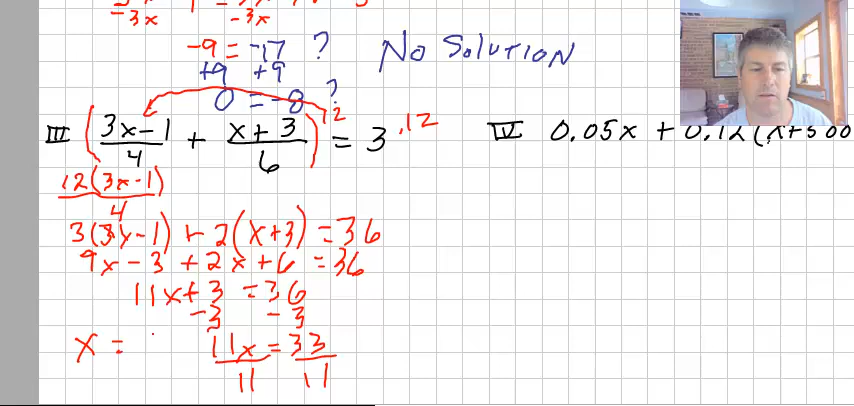 -3x -3x
-9 = -17 ? No Solution
+9 +9
0 = -8 ?
III (3x-1/4 + x+3/6)12 = 3 .12
IV 0.05x + 0.12(x+500
12(3x-1)/4
3(3x-1) + 2(x+3) = 36
9x - 3 + 2x + 6 = 36
11x + 3 = 36
-3 -3
x = 11x/11 = 33/11